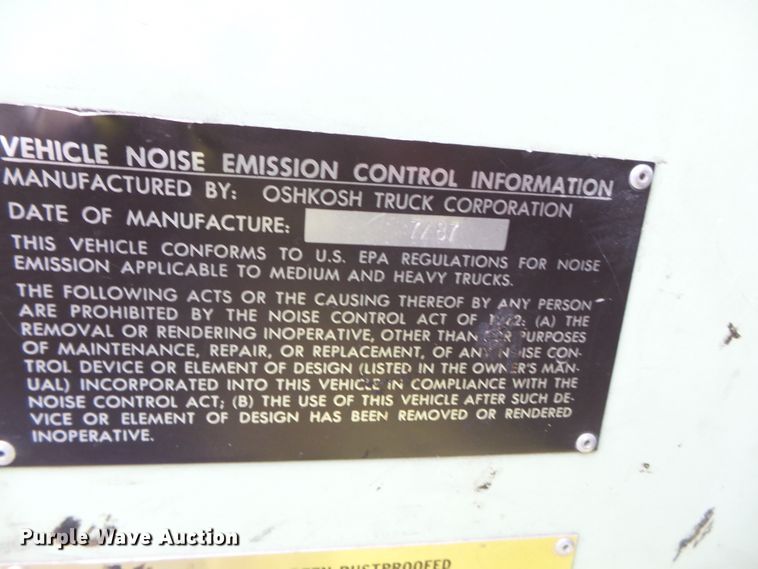 VEHICLE NOISE EMISSION CONTROL INFORMATION
MANUFACTURED BY: OSHKOSH TRUCK CORPORATION
DATE OF MANUFACTURE:
THIS VEHICLE CONFORMS TO U.S. EPA REGULATIONS FOR NOISE
EMISSION APPLICABLE TO MEDIUM AND HEAVY TRUCKS.
THE FOLLOWING ACTS OR THE CAUSING THEREOF BY ANY PERSON
ARE PROHIBITED BY THE NOISE CONTROL ACT OF 1972: (A) THE
REMOVAL OR RENDERING INOPERATIVE, OTHER THAN FOR PURPOSES
OF MAINTENANCE, REPAIR, OR REPLACEMENT, OF ANY NOISE CON-
TROL DEVICE OR ELEMENT OF DESIGN (LISTED IN THE OWNER'S MAN-
UAL) INCORPORATED INTO THIS VEHICLE IN COMPLIANCE WITH THE
NOISE CONTROL ACT; (B) THE USE OF THIS VEHICLE AFTER SUCH DE-
VICE OR ELEMENT OF DESIGN HAS BEEN REMOVED OR RENDERED
INOPERATIVE.
Purple Wave Auction
DUSTPROOFED